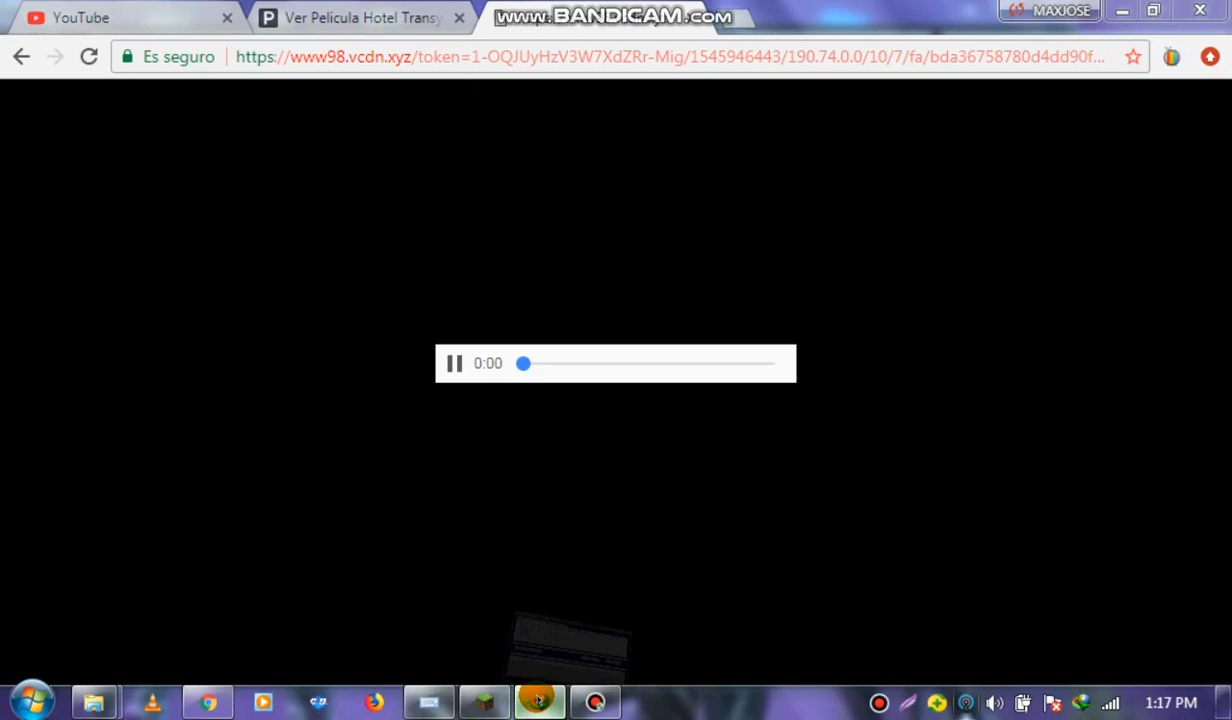 YouTube
Ver Pelicula Hotel Transy
www.BANDICAM.com
MAXJOSE
Es seguro
https://www98.vcdn.xyz/token=1-OQJUyHzV3W7XdZRr-Mig/1545946443/190.74.0.0/10/7/fa/bda36758780d4dd90f...
0:00
1:17 PM